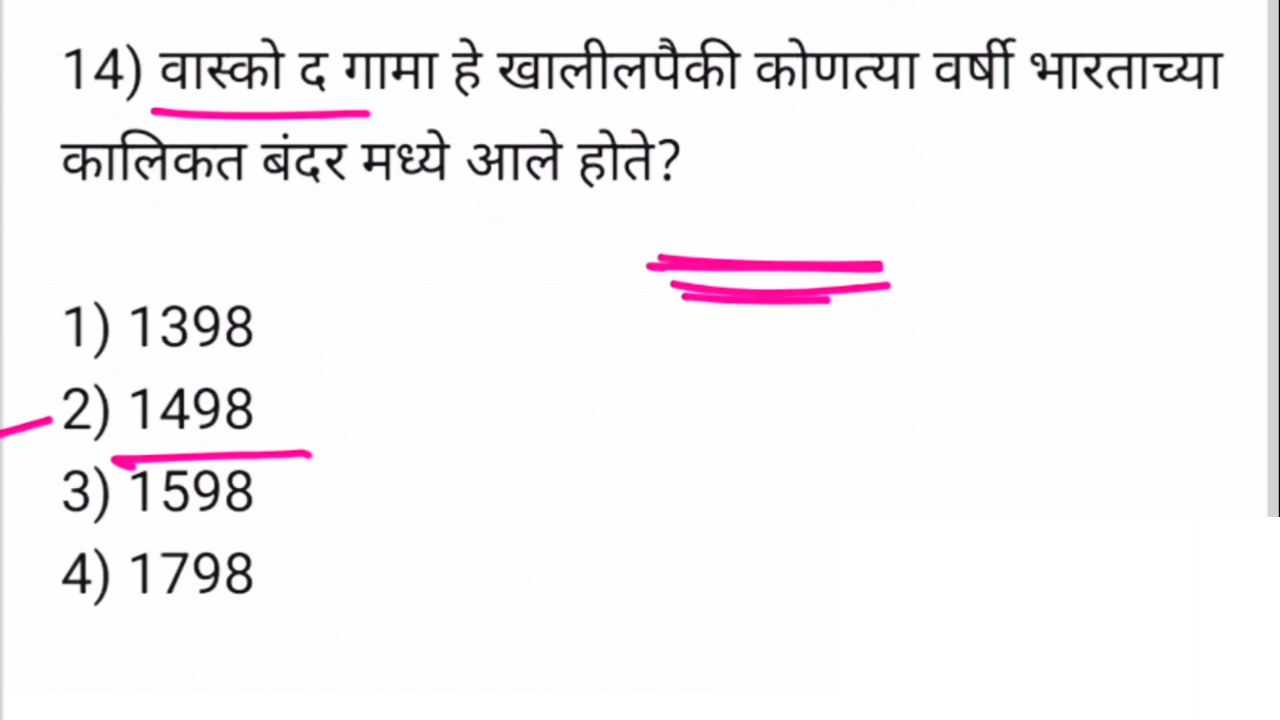 14) वास्को द गामा हे खालीलपैकी कोणत्या वर्षी भारताच्या
कालिकत बंदर मध्ये आले होते?
1) 1398
2) 1498
3) 1598
4) 1798